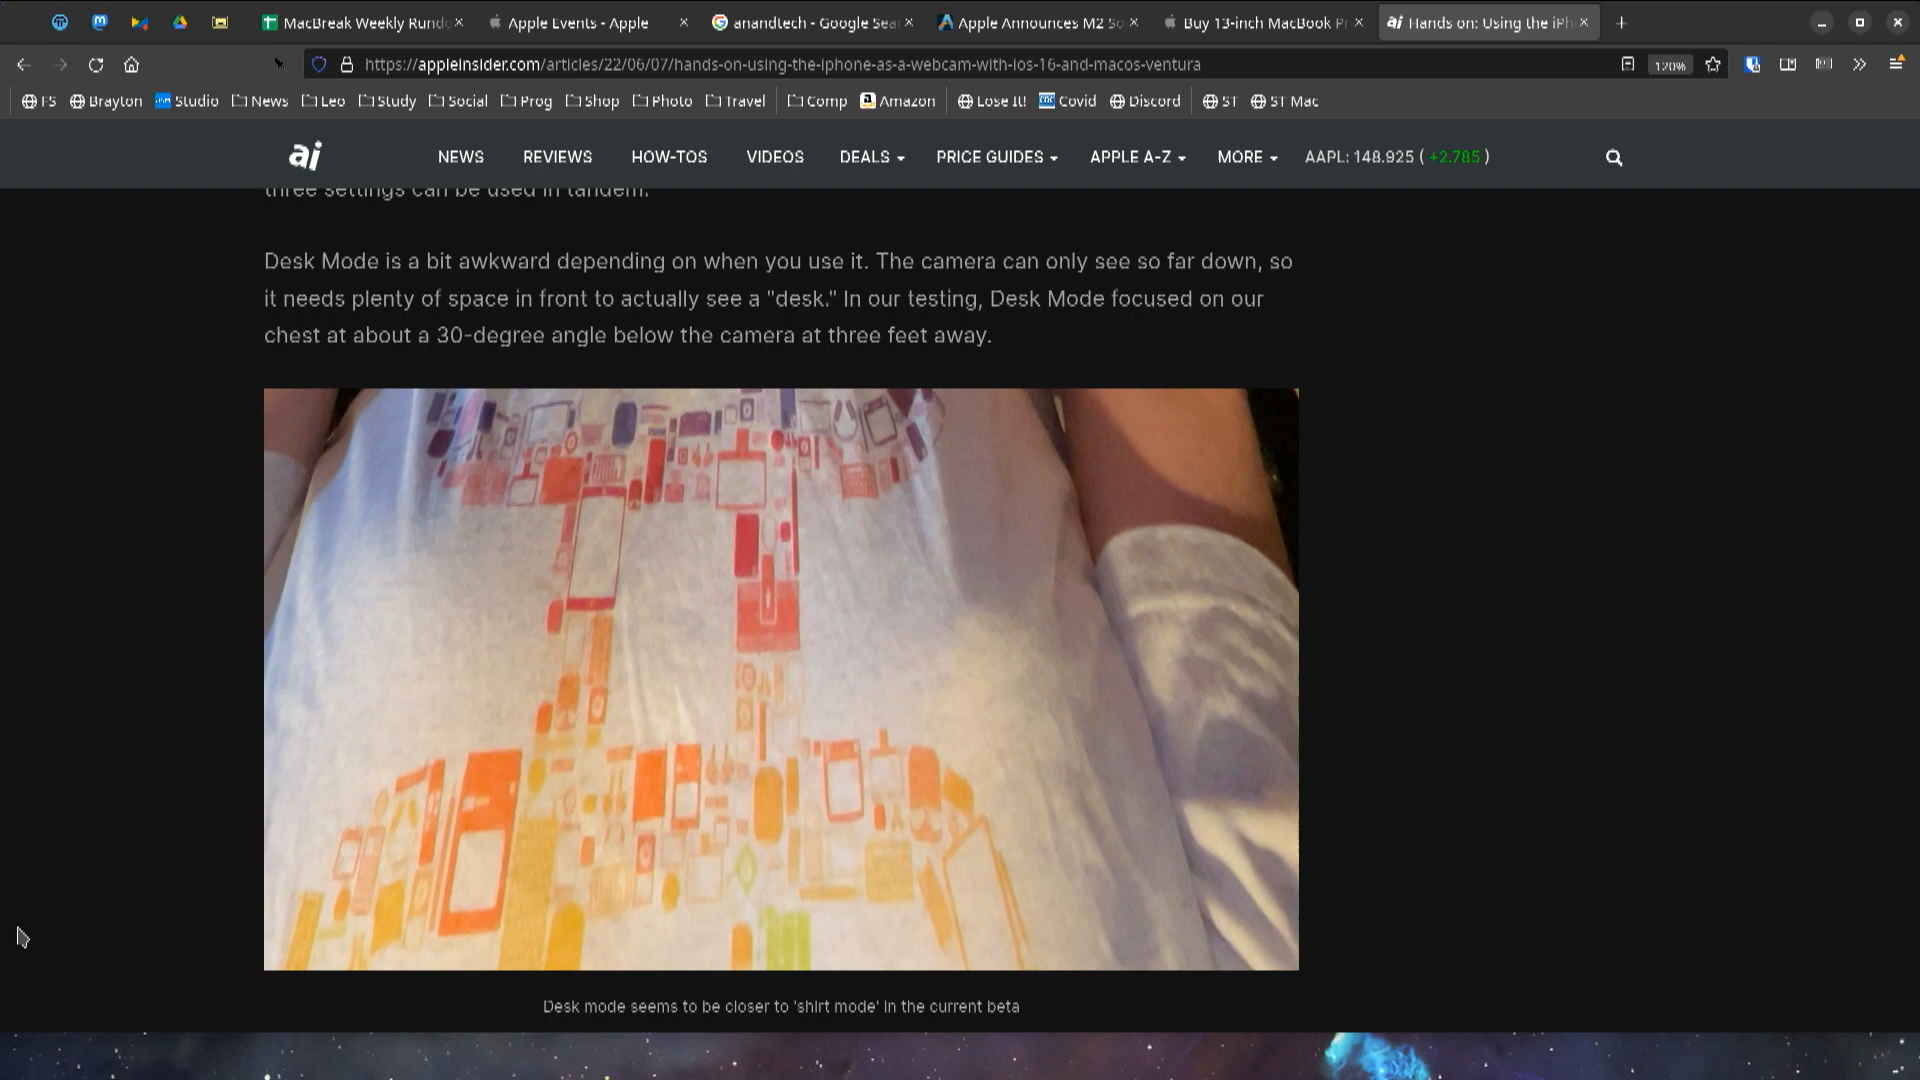 MacBreak Weekly Rund
Apple Events - Apple
anandtech - Google Sea
Apple Announces M2 So
Buy 13-inch MacBook Pr
ai Hands on: Using the iPh
https://appleinsider.com/articles/22/06/07/hands-on-using-the-iphone-as-a-webcam-with-ios-16-and-macos-ventura
120%
FS Brayton Studio News Leo Study Social Prog Shop Photo Travel Comp Amazon Lose It! Covid Discord ST ST Mac
ai NEWS REVIEWS HOW-TOS VIDEOS DEALS PRICE GUIDES APPLE A-Z MORE AAPL: 148.925 ( +2.785 )
three settings can be used in tandem.
Desk Mode is a bit awkward depending on when you use it. The camera can only see so far down, so
it needs plenty of space in front to actually see a "desk." In our testing, Desk Mode focused on our
chest at about a 30-degree angle below the camera at three feet away.
Desk mode seems to be closer to 'shirt mode' in the current beta